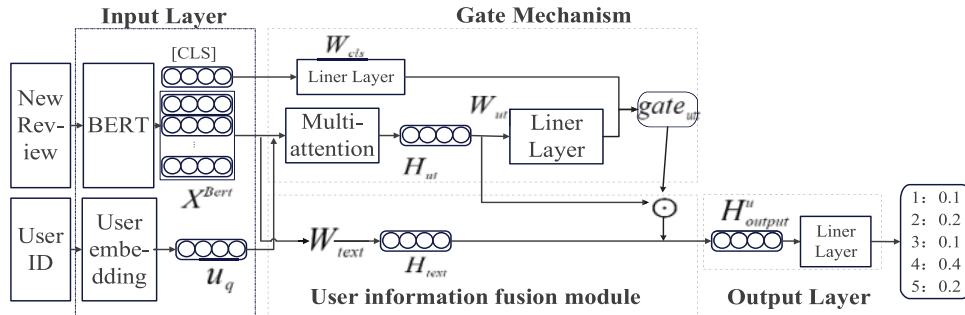 Input Layer
Gate Mechanism
[CLS]
W_cls
Liner Layer
New
Rev-
iew
BERT
Multi-
attention
W_ut
Liner
Layer
gate_ut
H_ut
X^Bert
⊙
User
ID
User
embe-
dding
u_q
W_text
H_text
H^u_output
Liner
Layer
1: 0.1
2: 0.2
3: 0.1
4: 0.4
5: 0.2
User information fusion module
Output Layer